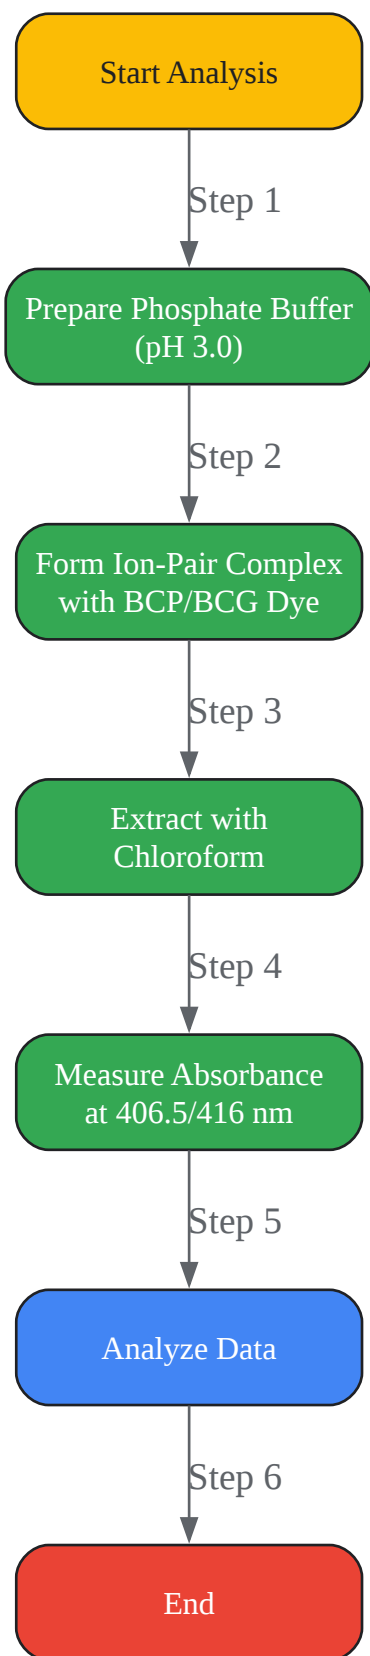 Start Analysis
Step 1
Prepare Phosphate Buffer
(pH 3.0)
Step 2
Form Ion-Pair Complex
with BCP/BCG Dye
Step 3
Extract with
Chloroform
Step 4
Measure Absorbance
at 406.5/416 nm
Step 5
Analyze Data
Step 6
End